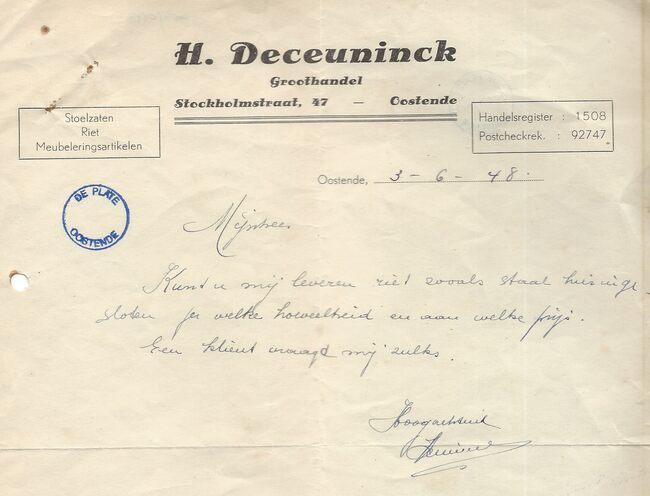 H. Deceuninck
Groothandel
Stockholmstraat, 47 — Oostende
Stoelzaten
Riet
Meubeleringsartikelen
Handelsregister : 1508
Postcheckrek. : 92747
Oostende, 3 - 6 - 48.
DE PLATE
OOSTENDE
Mijnheer
Kunt u mij leveren riet zooals staal hieringe-
sloten per welke hoeveelheid en aan welke prijs.
Een klient vraagt mij zulks.
Hoogachtend